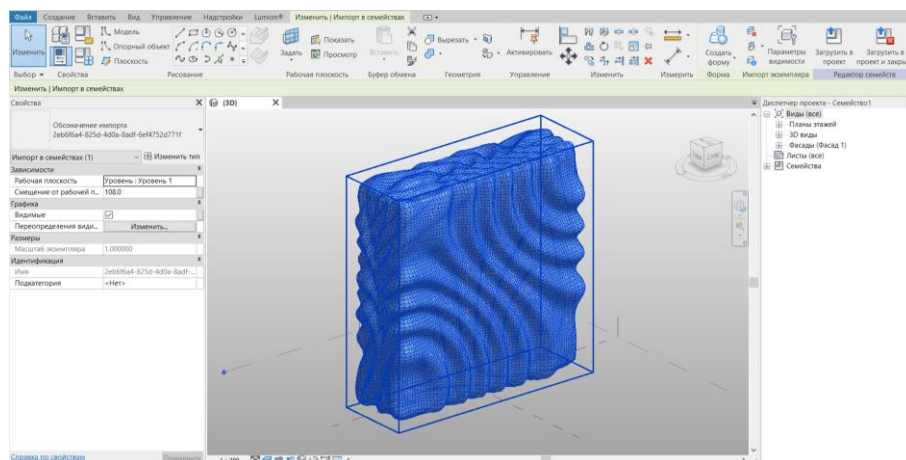 Файл Создание Вставить Вид Управление Надстройки Lumion® Изменить | Импорт в семействах
Изменить
Модель
Опорный объект
Плоскость
Задать
Показать
Просмотр
Вставить
Вырезать
Активировать
Создать форму
Параметры видимости
Загрузить в проект
Загрузить в проект и закры
Выбор Свойства Рисование Рабочая плоскость Буфер обмена Геометрия Управление Изменить Измерить Форма Импорт экземпляра Редактор семейств
Изменить | Импорт в семействах
Свойства
Обозначение импорта
2eb6f6a4-825d-4d0a-8adf-6ef4752d771f
Импорт в семействах (1) Изменить тип
Зависимости
Рабочая плоскость Уровень : Уровень 1
Смещение от рабочей п... 108.0
Графика
Видимые
Переопределения види... Изменить...
Размеры
Масштаб экземпляра 1.000000
Идентификация
Имя 2eb6f6a4-825d-4d0a-8adf-...
Подкатегория <Нет>
Справка по свойствам Применить
{3D}
1 : 100
Диспетчер проекта - Семейство1
Виды (все)
Планы этажей
3D виды
Фасады (Фасад 1)
Листы (все)
Семейства